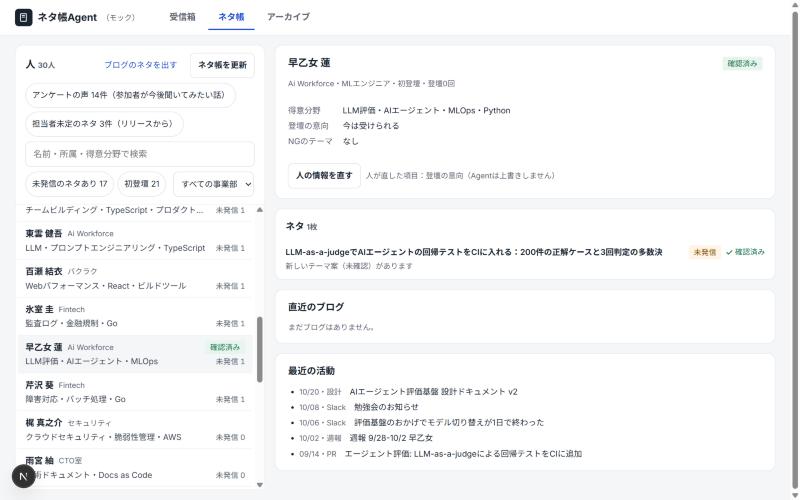 ネタ帳Agent （モック） 受信箱 ネタ帳 アーカイブ
人 30人 ブログのネタを出す ネタ帳を更新
アンケートの声 14件（参加者が今後聞いてみたい話）
担当者未定のネタ 3件（リリースから）
名前・所属・得意分野で検索
未発信のネタあり 17 初登壇 21 すべての事業部
チームビルディング・TypeScript・プロダクト... 未発信 1
東雲 健吾 Ai Workforce
LLM・プロンプトエンジニアリング・TypeScript 未発信 1
百瀬 結衣 バクラク
Webパフォーマンス・React・ビルドツール 未発信 1
氷室 圭 Fintech
監査ログ・金融規制・Go 未発信 1
早乙女 蓮 Ai Workforce 確認済み
LLM評価・AIエージェント・MLOps 未発信 1
芹沢 葵 Fintech
障害対応・バッチ処理・Go 未発信 1
梶 真之介 セキュリティ
クラウドセキュリティ・脆弱性管理・AWS 未発信 0
雨宮 紬 CTO室
術ドキュメント・Docs as Code 未発信 0
N
早乙女 蓮 確認済み
Ai Workforce・MLエンジニア・初登壇・登壇0回
得意分野 LLM評価・AIエージェント・MLOps・Python
登壇の意向 今は受けられる
NGのテーマ なし
人の情報を直す 人が直した項目：登壇の意向（Agentは上書きしません）
ネタ 1枚
LLM-as-a-judgeでAIエージェントの回帰テストをCIに入れる：200件の正解ケースと3回判定の多数決 未発信 ✓ 確認済み
新しいテーマ案（未確認）があります
直近のブログ
まだブログはありません。
最近の活動
• 10/20・設計 AIエージェント評価基盤 設計ドキュメント v2
• 10/08・Slack 勉強会のお知らせ
• 10/06・Slack 評価基盤のおかげでモデル切り替えが1日で終わった
• 10/02・週報 週報 9/28-10/2 早乙女
• 09/14・PR エージェント評価: LLM-as-a-judgeによる回帰テストをCIに追加